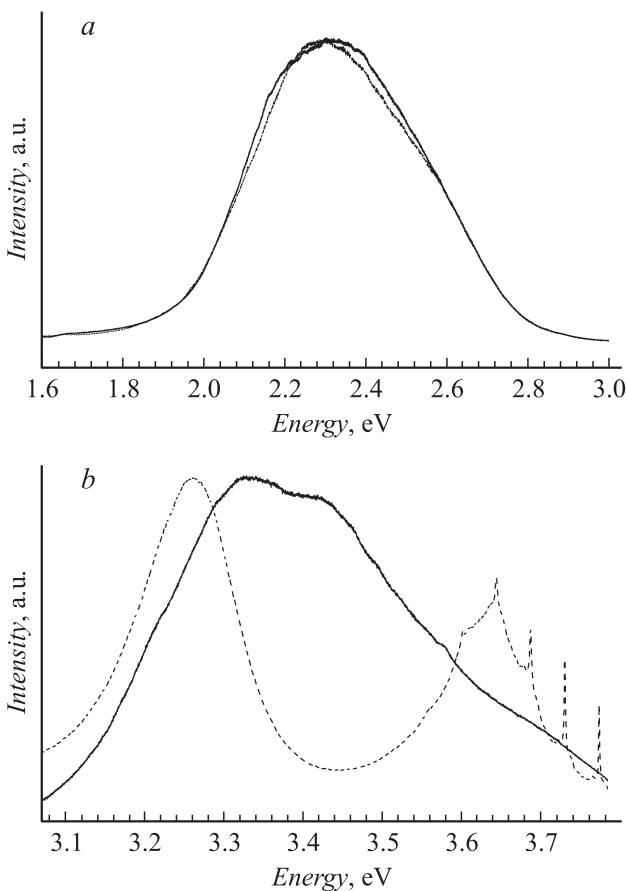 a
Intensity, a.u.
1.6 1.8 2.0 2.2 2.4 2.6 2.8 3.0
Energy, eV
b
Intensity, a.u.
3.1 3.2 3.3 3.4 3.5 3.6 3.7
Energy, eV